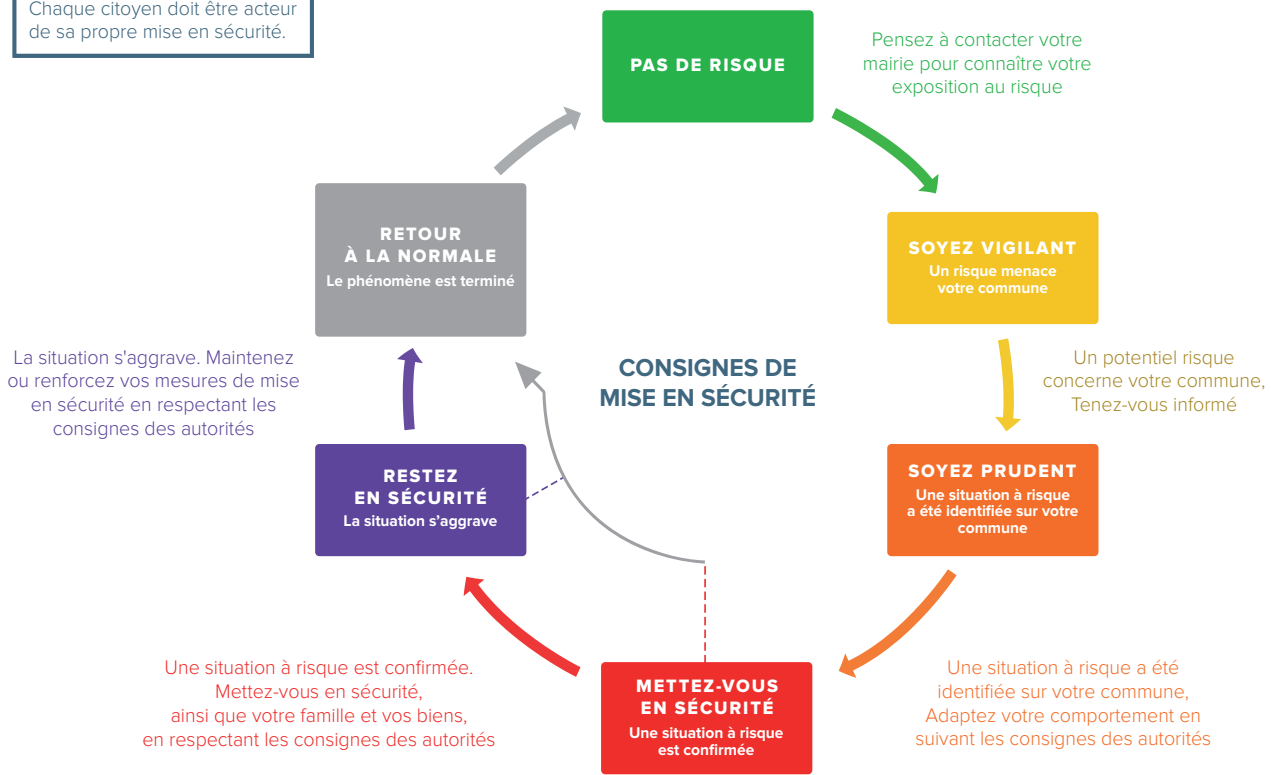 Chaque citoyen doit être acteur
de sa propre mise en sécurité.
PAS DE RISQUE
Pensez à contacter votre
mairie pour connaître votre
exposition au risque
RETOUR
À LA NORMALE
Le phénomène est terminé
SOYEZ VIGILANT
Un risque menace
votre commune
La situation s'aggrave. Maintenez
ou renforcez vos mesures de mise
en sécurité en respectant les
consignes des autorités
CONSIGNES DE
MISE EN SÉCURITÉ
Un potentiel risque
concerne votre commune,
Tenez-vous informé
RESTEZ
EN SÉCURITÉ
La situation s'aggrave
SOYEZ PRUDENT
Une situation à risque
a été identifiée sur votre
commune
Une situation à risque est confirmée.
Mettez-vous en sécurité,
ainsi que votre famille et vos biens,
en respectant les consignes des autorités
METTEZ-VOUS
EN SÉCURITÉ
Une situation à risque
est confirmée
Une situation à risque a été
identifiée sur votre commune,
Adaptez votre comportement en
suivant les consignes des autorités